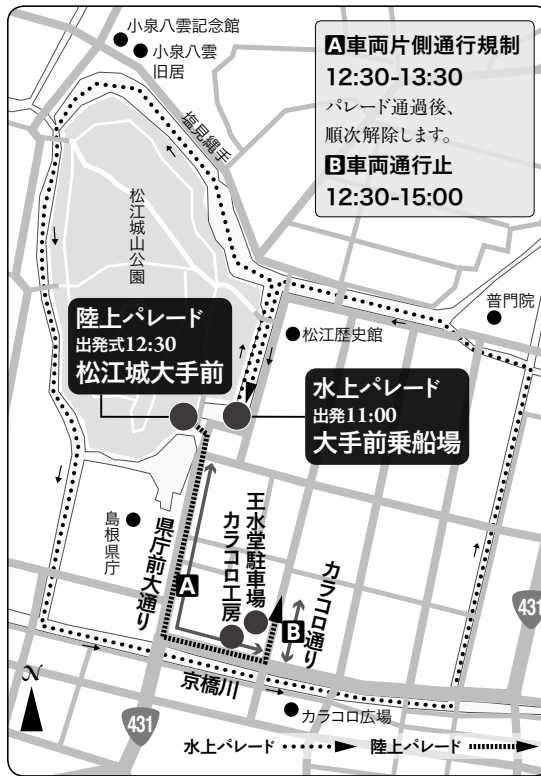 小泉八雲記念館
小泉八雲
旧居
塩見縄手
A車両片側通行規制
12:30-13:30
パレード通過後、
順次解除します。
B車両通行止
12:30-15:00
松江城山公園
普門院
陸上パレード
出発式12:30
松江城大手前
松江歴史館
水上パレード
出発11:00
大手前乗船場
島根県庁
県庁前大通り
A
カラコロ工房
王水堂駐車場
B
カラコロ通り
431
京橋川
N
431
カラコロ広場
水上パレード
陸上パレード